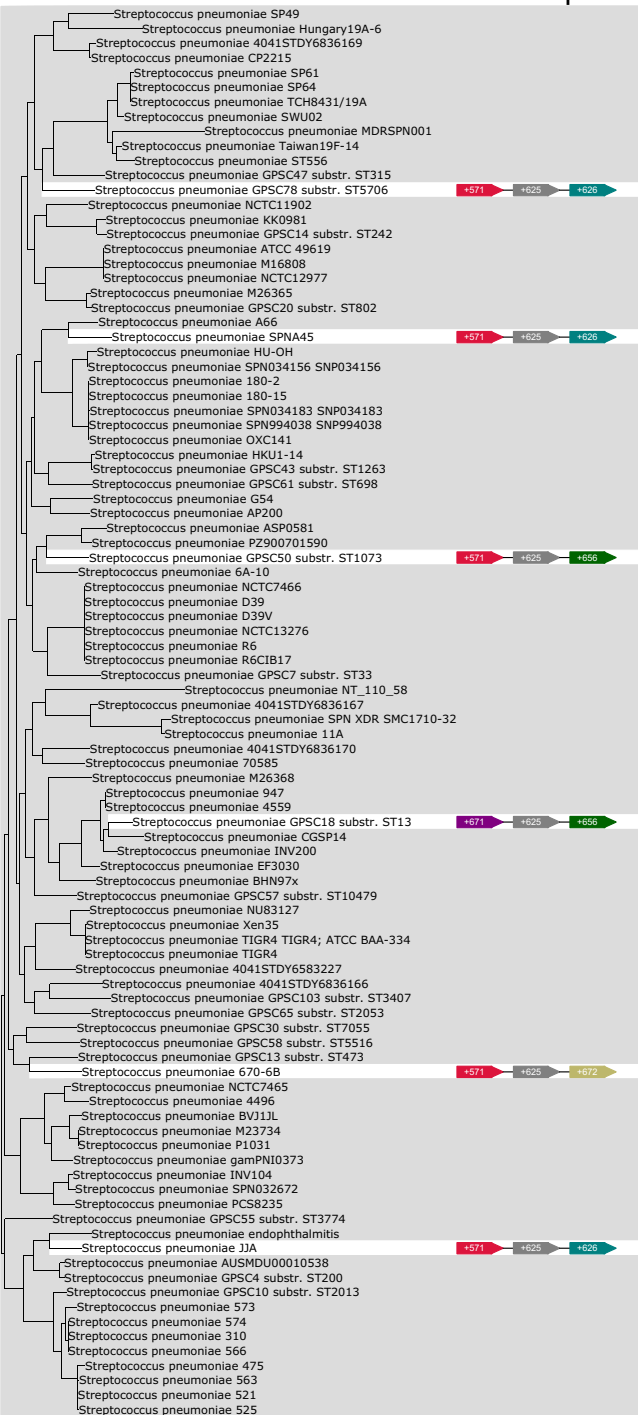 Streptococcus pneumoniae SP49
Streptococcus pneumoniae Hungary19A-6
Streptococcus pneumoniae 4041STDY6836169
Streptococcus pneumoniae CP2215
Streptococcus pneumoniae SP61
Streptococcus pneumoniae SP64
Streptococcus pneumoniae TCH8431/19A
Streptococcus pneumoniae SWU02
Streptococcus pneumoniae MDRSPN001
Streptococcus pneumoniae Taiwan19F-14
Streptococcus pneumoniae ST556
Streptococcus pneumoniae GPSC47 substr. ST315
Streptococcus pneumoniae GPSC78 substr. ST5706 +571 +625 +626
Streptococcus pneumoniae NCTC11902
Streptococcus pneumoniae KK0981
Streptococcus pneumoniae GPSC14 substr. ST242
Streptococcus pneumoniae ATCC 49619
Streptococcus pneumoniae M16808
Streptococcus pneumoniae NCTC12977
Streptococcus pneumoniae M26365
Streptococcus pneumoniae GPSC20 substr. ST802
Streptococcus pneumoniae A66
Streptococcus pneumoniae SPNA45 +571 +625 +626
Streptococcus pneumoniae HU-OH
Streptococcus pneumoniae SPN034156 SNP034156
Streptococcus pneumoniae 180-2
Streptococcus pneumoniae 180-15
Streptococcus pneumoniae SPN034183 SNP034183
Streptococcus pneumoniae SPN994038 SNP994038
Streptococcus pneumoniae OXC141
Streptococcus pneumoniae HKU1-14
Streptococcus pneumoniae GPSC43 substr. ST1263
Streptococcus pneumoniae GPSC61 substr. ST698
Streptococcus pneumoniae G54
Streptococcus pneumoniae AP200
Streptococcus pneumoniae ASP0581
Streptococcus pneumoniae PZ900701590
Streptococcus pneumoniae GPSC50 substr. ST1073 +571 +625 +656
Streptococcus pneumoniae 6A-10
Streptococcus pneumoniae NCTC7466
Streptococcus pneumoniae D39
Streptococcus pneumoniae D39V
Streptococcus pneumoniae NCTC13276
Streptococcus pneumoniae R6
Streptococcus pneumoniae R6CIB17
Streptococcus pneumoniae GPSC7 substr. ST33
Streptococcus pneumoniae NT_110_58
Streptococcus pneumoniae 4041STDY6836167
Streptococcus pneumoniae SPN XDR SMC1710-32
Streptococcus pneumoniae 11A
Streptococcus pneumoniae 4041STDY6836170
Streptococcus pneumoniae 70585
Streptococcus pneumoniae M26368
Streptococcus pneumoniae 947
Streptococcus pneumoniae 4559
Streptococcus pneumoniae GPSC18 substr. ST13 +671 +625 +656
Streptococcus pneumoniae CGSP14
Streptococcus pneumoniae INV200
Streptococcus pneumoniae EF3030
Streptococcus pneumoniae BHN97x
Streptococcus pneumoniae GPSC57 substr. ST10479
Streptococcus pneumoniae NU83127
Streptococcus pneumoniae Xen35
Streptococcus pneumoniae TIGR4 TIGR4; ATCC BAA-334
Streptococcus pneumoniae TIGR4
Streptococcus pneumoniae 4041STDY6583227
Streptococcus pneumoniae 4041STDY6836166
Streptococcus pneumoniae GPSC103 substr. ST3407
Streptococcus pneumoniae GPSC65 substr. ST2053
Streptococcus pneumoniae GPSC30 substr. ST7055
Streptococcus pneumoniae GPSC58 substr. ST5516
Streptococcus pneumoniae GPSC13 substr. ST473
Streptococcus pneumoniae 670-6B +571 +625 +672
Streptococcus pneumoniae NCTC7465
Streptococcus pneumoniae 4496
Streptococcus pneumoniae BVJ1JL
Streptococcus pneumoniae M23734
Streptococcus pneumoniae P1031
Streptococcus pneumoniae gamPNI0373
Streptococcus pneumoniae INV104
Streptococcus pneumoniae SPN032672
Streptococcus pneumoniae PCS8235
Streptococcus pneumoniae GPSC55 substr. ST3774
Streptococcus pneumoniae endophthalmitis
Streptococcus pneumoniae JJA +571 +625 +626
Streptococcus pneumoniae AUSMDU00010538
Streptococcus pneumoniae GPSC4 substr. ST200
Streptococcus pneumoniae GPSC10 substr. ST2013
Streptococcus pneumoniae 573
Streptococcus pneumoniae 574
Streptococcus pneumoniae 310
Streptococcus pneumoniae 566
Streptococcus pneumoniae 475
Streptococcus pneumoniae 563
Streptococcus pneumoniae 521
Streptococcus pneumoniae 525